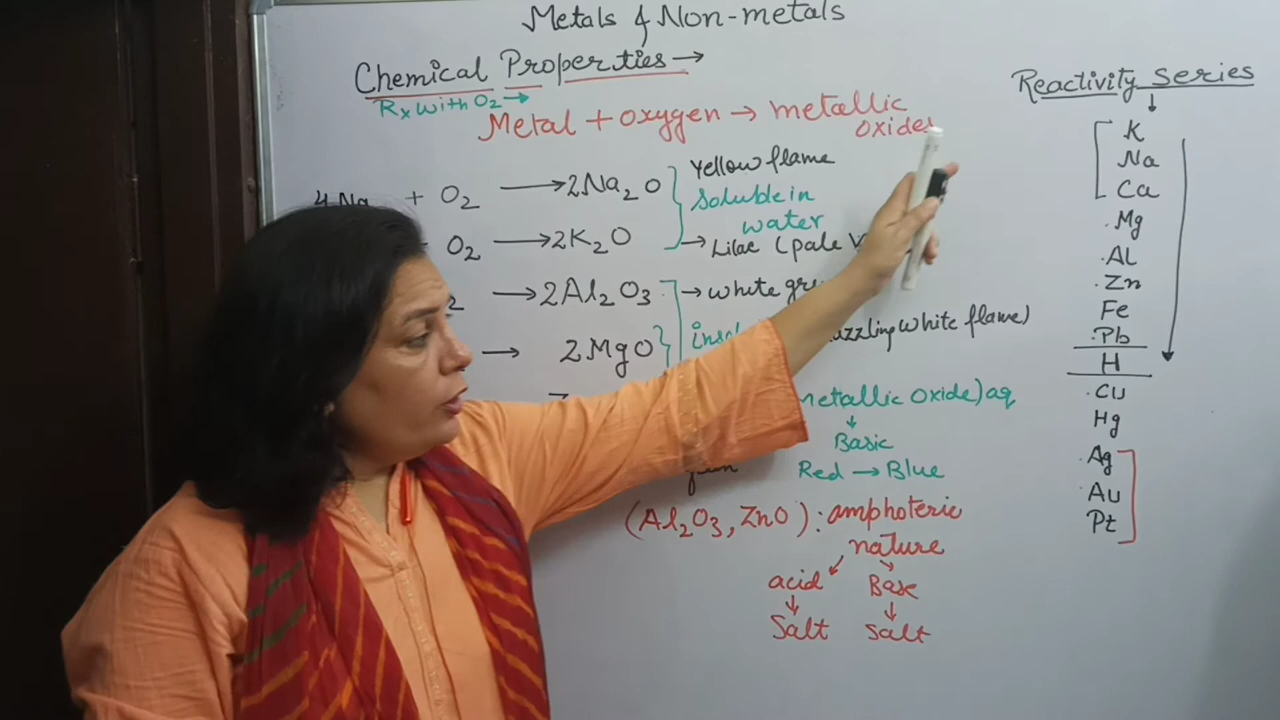 Metals & Non-metals
Chemical Properties →
Rx with O2 →
Metal + oxygen → metallic
oxides
4Na + O2 → 2Na2O
yellow flame
soluble in
water
O2 → 2K2O
→ Lilac (pale
→ 2Al2O3
→ white
→ 2MgO
white flame)
metallic oxide) aq
↓
Basic
Red → Blue
(Al2O3, ZnO) : amphoteric
nature
acid Base
↓ ↓
Salt Salt
Reactivity Series
↓
K
Na
Ca
.Mg
.Al
.Zn
Fe
.Pb
H
.Cu
Hg
.Ag
.Au
Pt